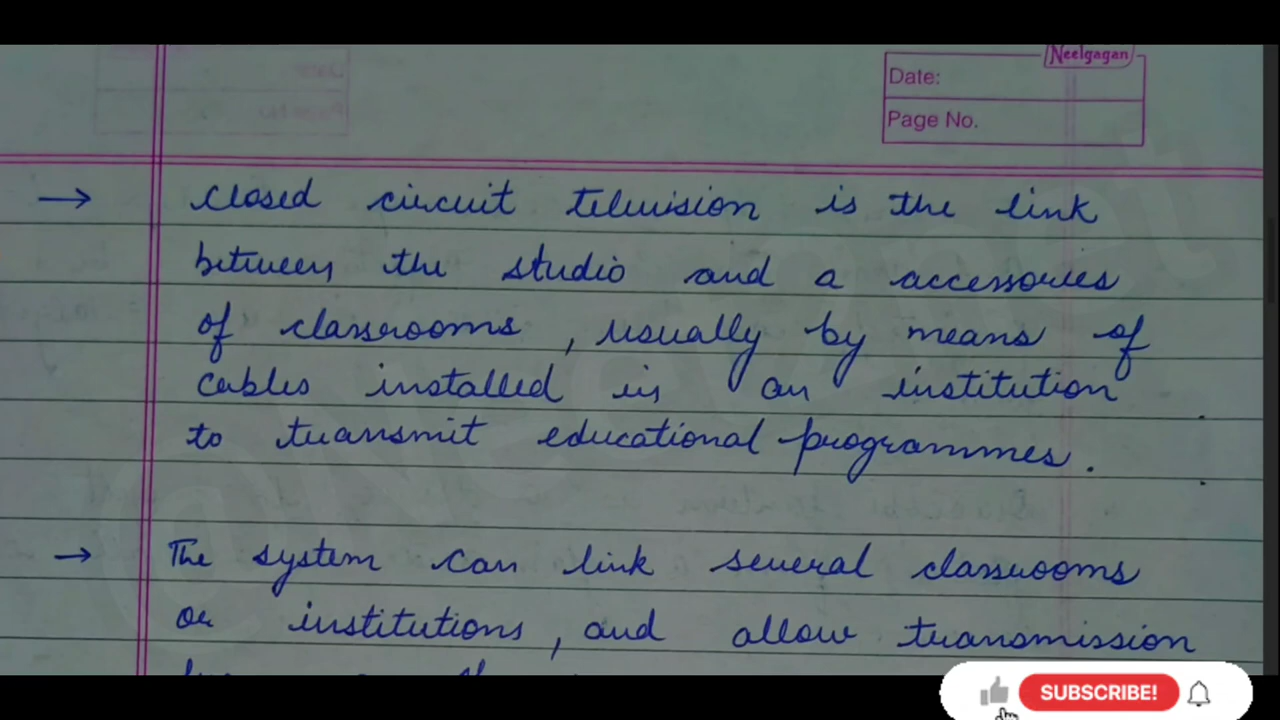 Neelgagan
Date:
Page No.
→ closed circuit television is the link
between the studio and a accessories
of classrooms, usually by means of
cables installed in an institution
to transmit educational programmes.
→ The system can link several classrooms
or institutions, and allow transmission
SUBSCRIBE!